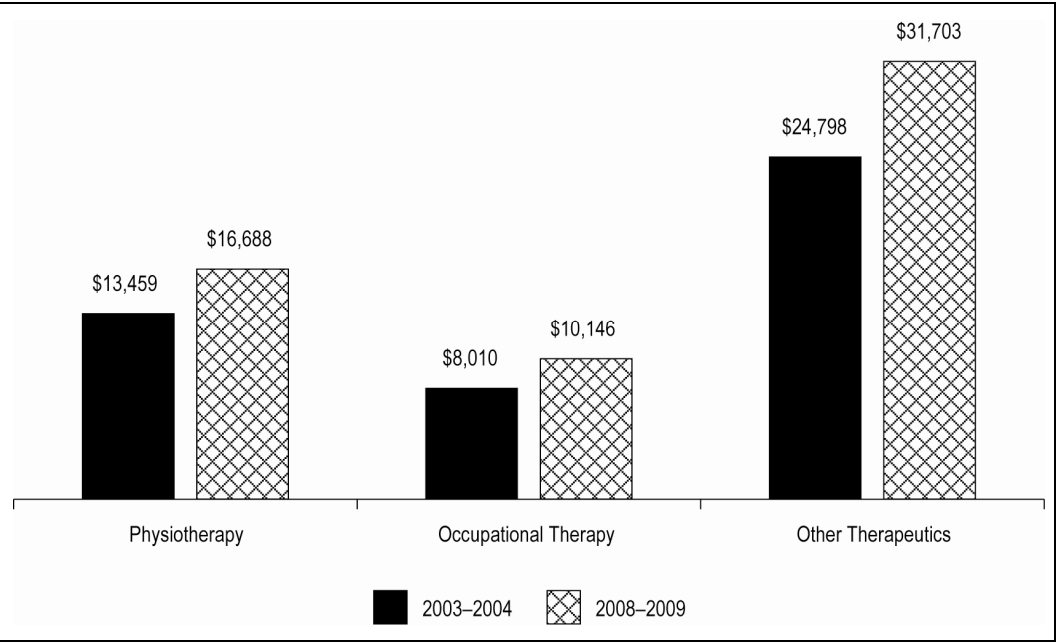 $31,703
$24,798
$16,688
$13,459
$10,146
$8,010
Physiotherapy
Occupational Therapy
Other Therapeutics
2003–2004
2008–2009